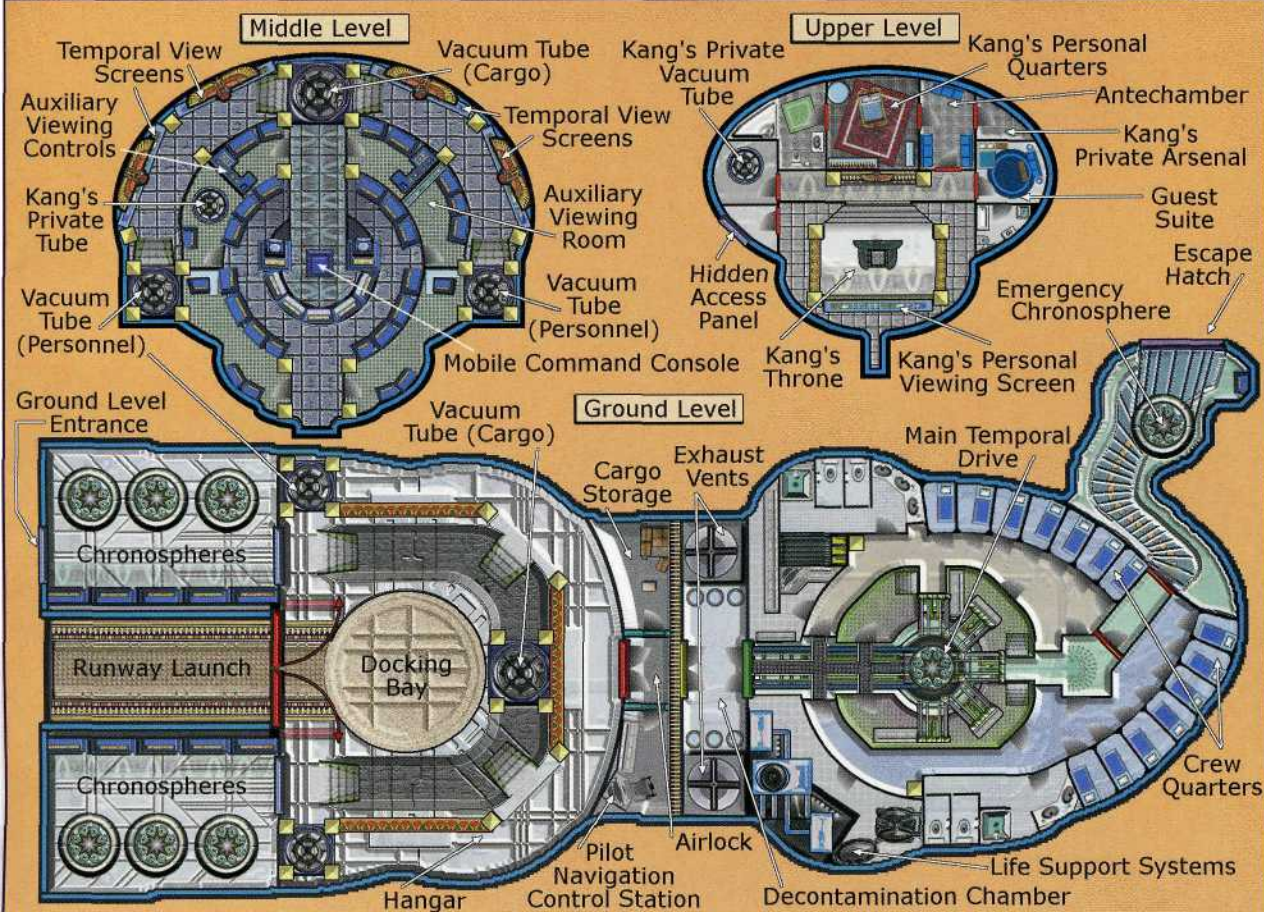 Middle Level
Temporal View
Screens
Vacuum Tube
(Cargo)
Auxiliary
Viewing
Controls
Temporal View
Screens
Kang's
Private
Tube
Auxiliary
Viewing
Room
Vacuum
Tube
(Personnel)
Vacuum
Tube
(Personnel)
Mobile Command Console
Upper Level
Kang's Private
Vacuum
Tube
Kang's Personal
Quarters
Antechamber
Kang's
Private Arsenal
Guest
Suite
Hidden
Access
Panel
Kang's
Throne
Kang's Personal
Viewing Screen
Emergency
Chronosphere
Escape
Hatch
Ground Level
Ground Level
Entrance
Vacuum
Tube (Cargo)
Cargo
Storage
Exhaust
Vents
Main Temporal
Drive
Chronospheres
Runway Launch
Docking
Bay
Chronospheres
Crew
Quarters
Hangar
Pilot
Navigation
Control Station
Airlock
Decontamination Chamber
Life Support Systems